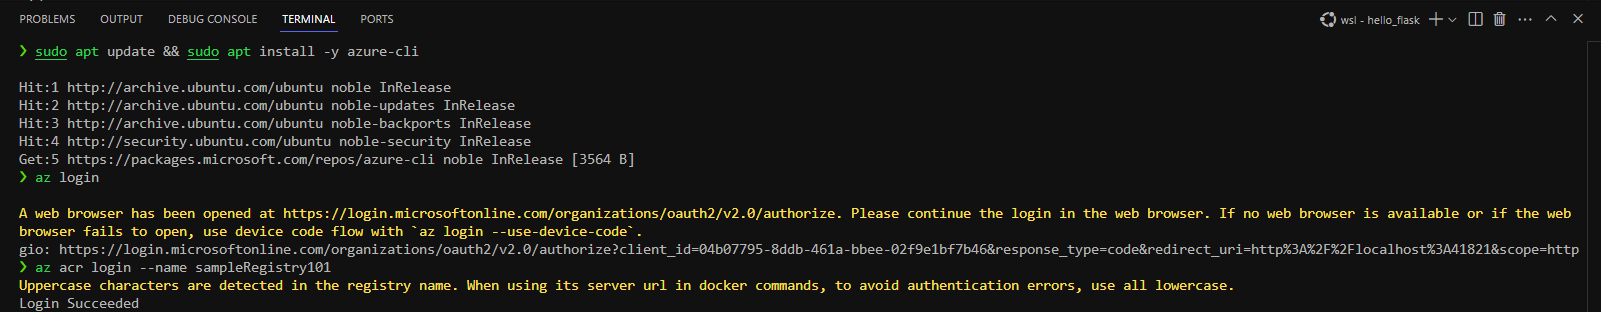 PROBLEMS OUTPUT DEBUG CONSOLE TERMINAL PORTS wsl - hello_flask
❯ sudo apt update && sudo apt install -y azure-cli
Hit:1 http://archive.ubuntu.com/ubuntu noble InRelease
Hit:2 http://archive.ubuntu.com/ubuntu noble-updates InRelease
Hit:3 http://archive.ubuntu.com/ubuntu noble-backports InRelease
Hit:4 http://security.ubuntu.com/ubuntu noble-security InRelease
Get:5 https://packages.microsoft.com/repos/azure-cli noble InRelease [3564 B]
❯ az login
A web browser has been opened at https://login.microsoftonline.com/organizations/oauth2/v2.0/authorize. Please continue the login in the web browser. If no web browser is available or if the web
browser fails to open, use device code flow with `az login --use-device-code`.
gio: https://login.microsoftonline.com/organizations/oauth2/v2.0/authorize?client_id=04b07795-8ddb-461a-bbee-02f9e1bf7b46&response_type=code&redirect_uri=http%3A%2F%2Flocalhost%3A41821&scope=http
❯ az acr login --name sampleRegistry101
Uppercase characters are detected in the registry name. When using its server url in docker commands, to avoid authentication errors, use all lowercase.
Login Succeeded